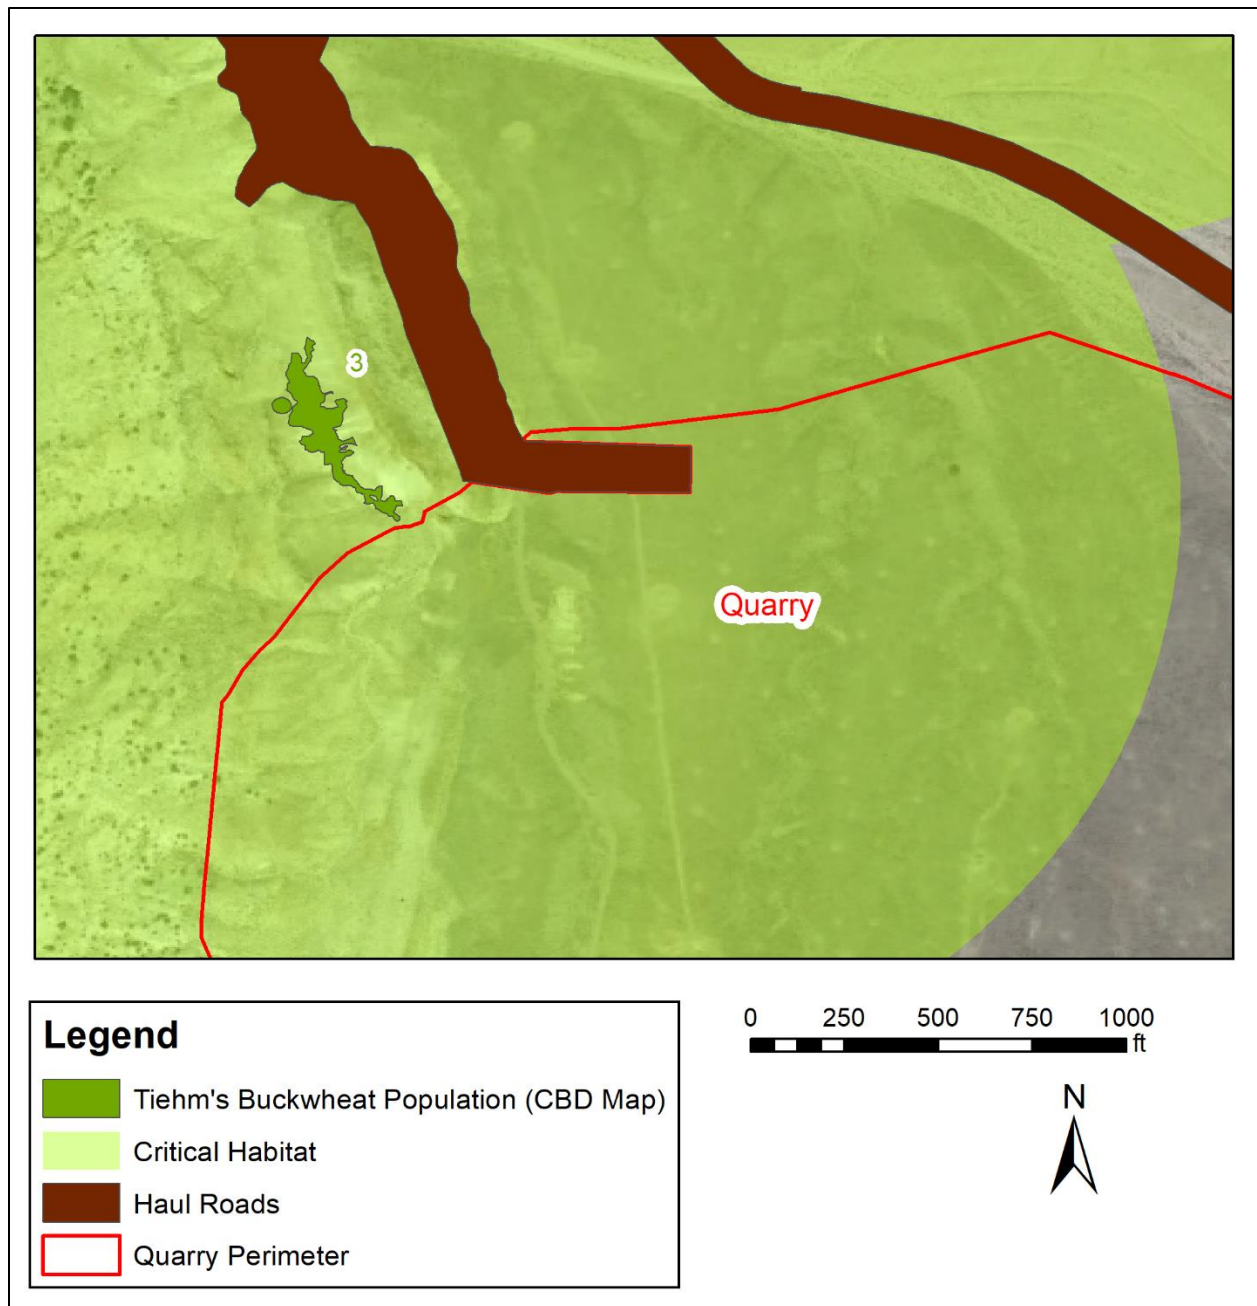 3
Quarry
Legend
Tiehm's Buckwheat Population (CBD Map)
Critical Habitat
Haul Roads
Quarry Perimeter
0 250 500 750 1000
ft
N